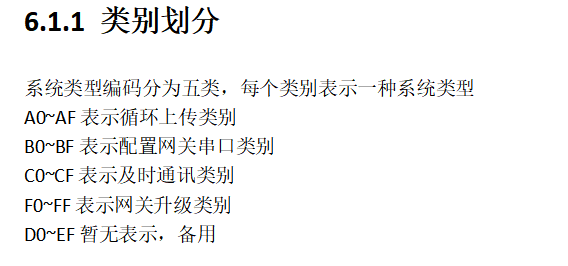 6.1.1 类别划分
系统类型编码分为五类，每个类别表示一种系统类型
A0~AF 表示循环上传类别
B0~BF 表示配置网关串口类别
C0~CF 表示及时通讯类别
F0~FF 表示网关升级类别
D0~EF 暂无表示，备用